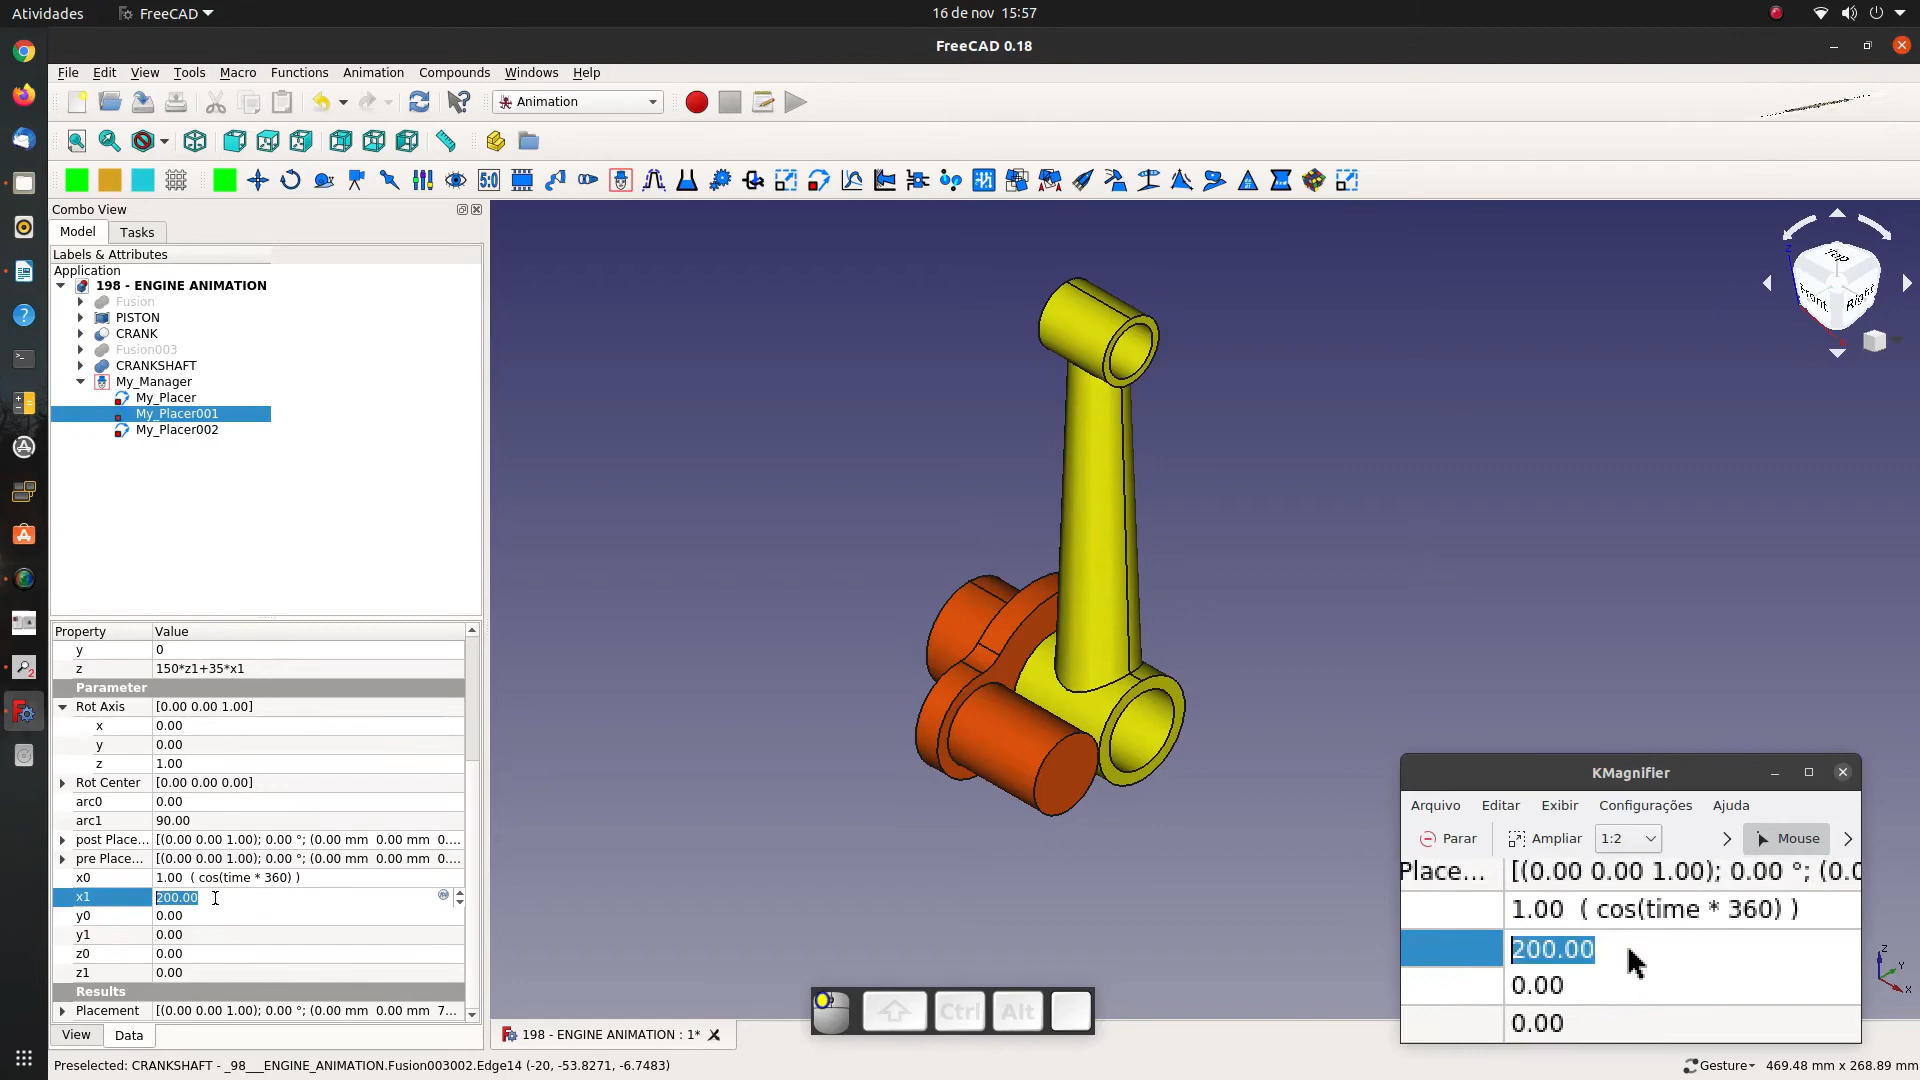 Atividades
FreeCAD
16 de nov 15:57
FreeCAD 0.18
File Edit View Tools Macro Functions Animation Compounds Windows Help
Animation
5:0
Combo View
Model Tasks
Labels & Attributes
Application
198 - ENGINE ANIMATION
Fusion
PISTON
CRANK
Fusion003
CRANKSHAFT
My_Manager
My_Placer
My_Placer001
My_Placer002
Property Value
y 0
z 150*z1+35*x1
Parameter
Rot Axis [0.00 0.00 1.00]
x 0.00
y 0.00
z 1.00
Rot Center [0.00 0.00 0.00]
arc0 0.00
arc1 90.00
post Place... [(0.00 0.00 1.00); 0.00 °; (0.00 mm 0.00 mm 0....
pre Place... [(0.00 0.00 1.00); 0.00 °; (0.00 mm 0.00 mm 0....
x0 1.00 ( cos(time * 360) )
x1 200.00
y0 0.00
y1 0.00
z0 0.00
z1 0.00
Results
Placement [(0.00 0.00 1.00); 0.00 °; (0.00 mm 0.00 mm 7...
View Data
198 - ENGINE ANIMATION : 1*
Preselected: CRANKSHAFT - _98___ENGINE_ANIMATION.Fusion003002.Edge14 (-20, -53.8271, -6.7483)
Gesture 469.48 mm x 268.89 mm
Top
Front
Right
Z
Y
X
Ctrl Alt
KMagnifier
Arquivo Editar Exibir Configurações Ajuda
Parar Ampliar 1:2 Mouse
Place... [(0.00 0.00 1.00); 0.00 °; (0.0
1.00 ( cos(time * 360) )
200.00
0.00
0.00